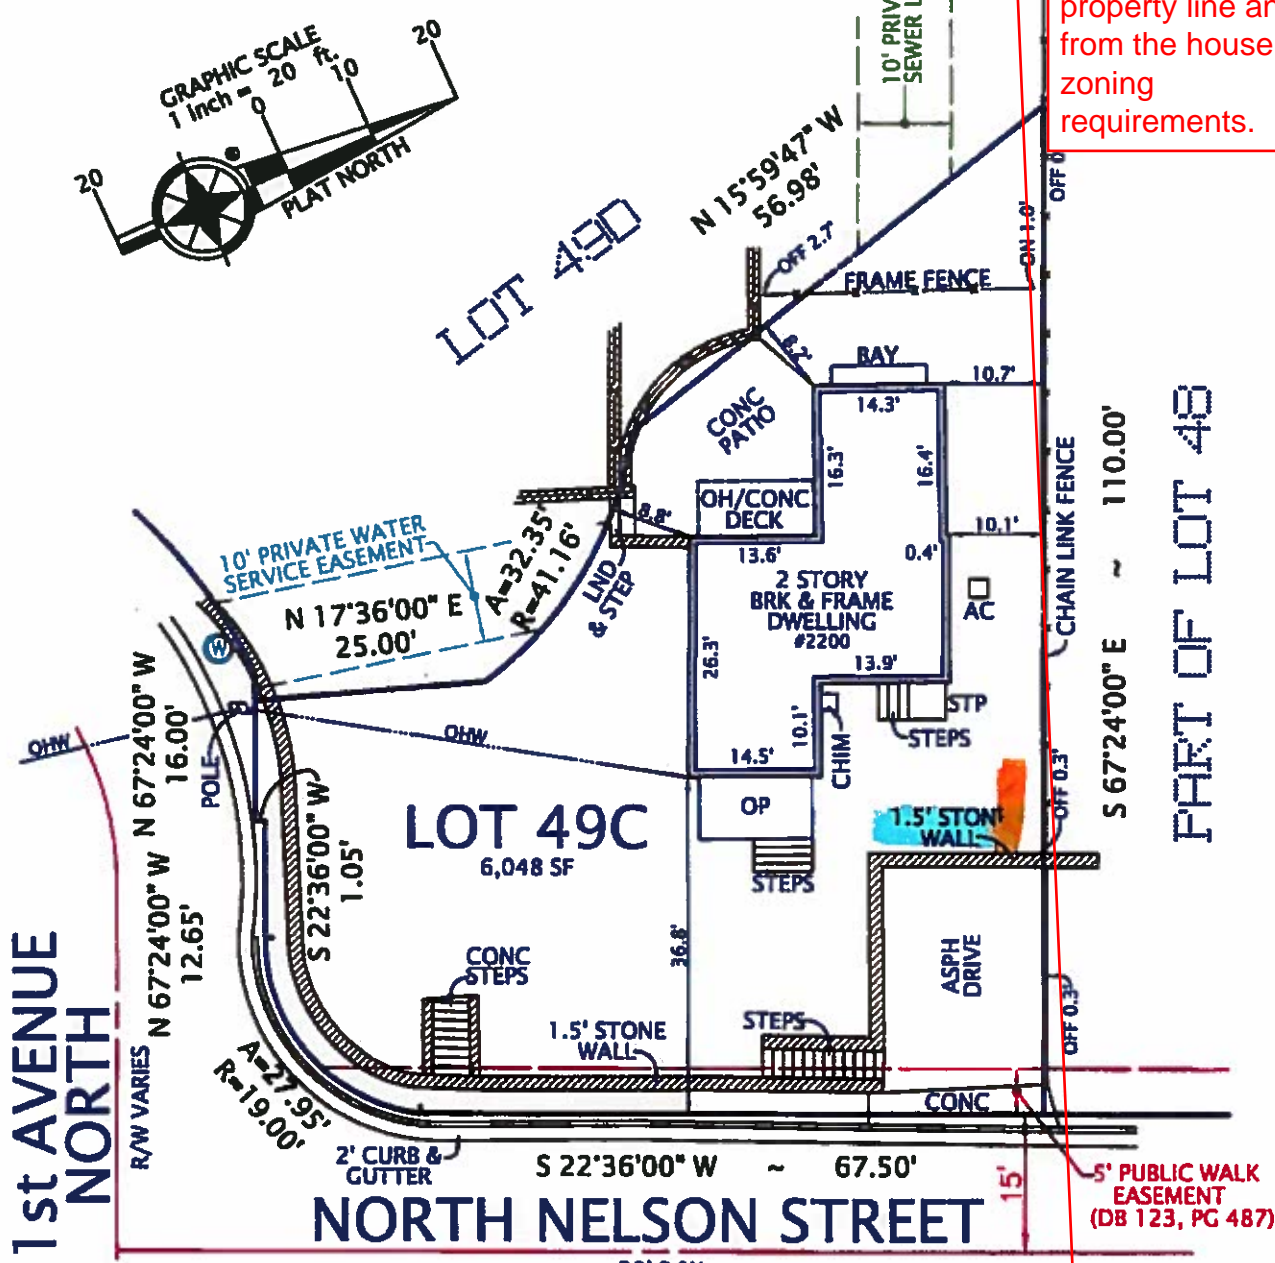 property line an
from the house
zoning
requirements.
10' PRIV
SEWER L
GRAPHIC SCALE
1 Inch = 20 ft.
20
0
10
20
PLAT NORTH
N 15°59'47" W
56.98'
LOT 49D
OFF 2.7'
FRAME FENCE
ON 1.0'
OFF 0
BAY
10.7'
14.3'
CONC
PATIO
16.3'
16.4'
OH/CONC
DECK
8.8'
13.6'
0.4'
10.1'
2 STORY
BRK & FRAME
DWELLING
#2200
AC
LND
& STEP
10' PRIVATE WATER
SERVICE EASEMENT
A=32.35'
R=41.16'
N 17°36'00" E
25.00'
W
26.3'
13.9'
STP
STEPS
10.1'
CHIM
14.5'
CHAIN LINK FENCE
S 67°24'00" E ~ 110.00'
PART OF LOT 48
OHW
POLE
OHW
N 67°24'00" W
16.00'
LOT 49C
6,048 SF
OP
STEPS
1.5' STONE
WALL
OFF 0.3'
S 22°36'00" W
1.05'
N 67°24'00" W
12.65'
36.8'
CONC
STEPS
ASPH
DRIVE
1.5' STONE
WALL
STEPS
OFF 0.3'
CONC
1st AVENUE
NORTH
R/W VARIES
A=27.95'
R=19.00'
2' CURB &
GUTTER
S 22°36'00" W ~ 67.50'
15'
5' PUBLIC WALK
EASEMENT
(DB 123, PG 487)
NORTH NELSON STREET